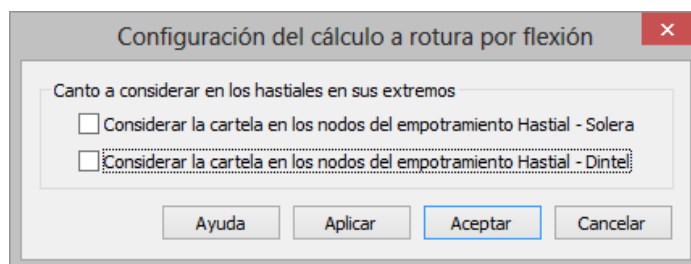 Configuración del cálculo a rotura por flexión
Canto a considerar en los hastiales en sus extremos
Considerar la cartela en los nodos del empotramiento Hastial - Solera
Considerar la cartela en los nodos del empotramiento Hastial - Dintel
Ayuda Aplicar Aceptar Cancelar